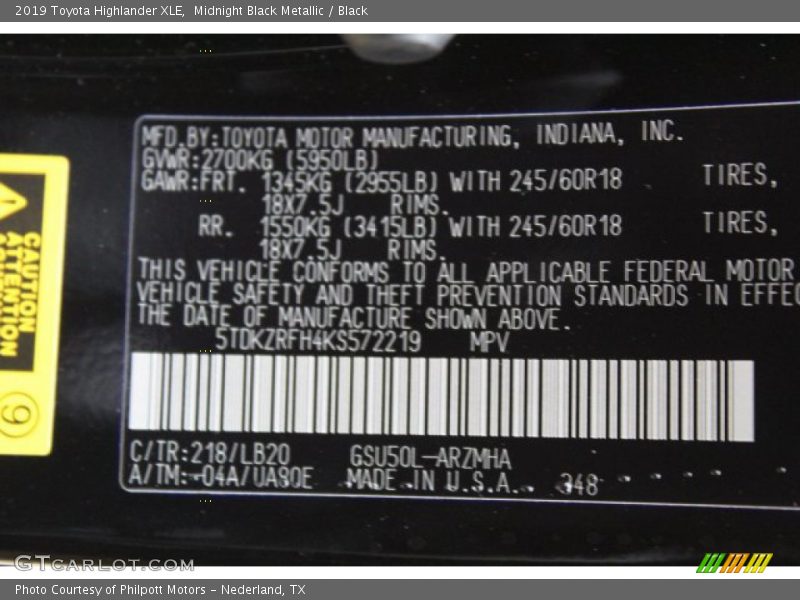 2019 Toyota Highlander XLE,  Midnight Black Metallic / Black
MFD.BY:TOYOTA MOTOR MANUFACTURING, INDIANA, INC.
GVWR:2700KG (5950LB)
GAWR:FRT. 1345KG (2955LB) WITH 245/60R18 TIRES,
18X7.5J RIMS.
RR. 1550KG (3415LB) WITH 245/60R18 TIRES,
18X7.5J RIMS.
THIS VEHICLE CONFORMS TO ALL APPLICABLE FEDERAL MOTOR
VEHICLE SAFETY AND THEFT PREVENTION STANDARDS IN EFFEC
THE DATE OF MANUFACTURE SHOWN ABOVE.
5TDKZRFH4KS572219 MPV
C/TR:218/LB20 GSU50L-ARZMHA
A/TM:-04A/UA90E MADE IN U.S.A. 348
CAUTION
ATTENTION
GTCARLOT.COM
Photo Courtesy of Philpott Motors - Nederland, TX